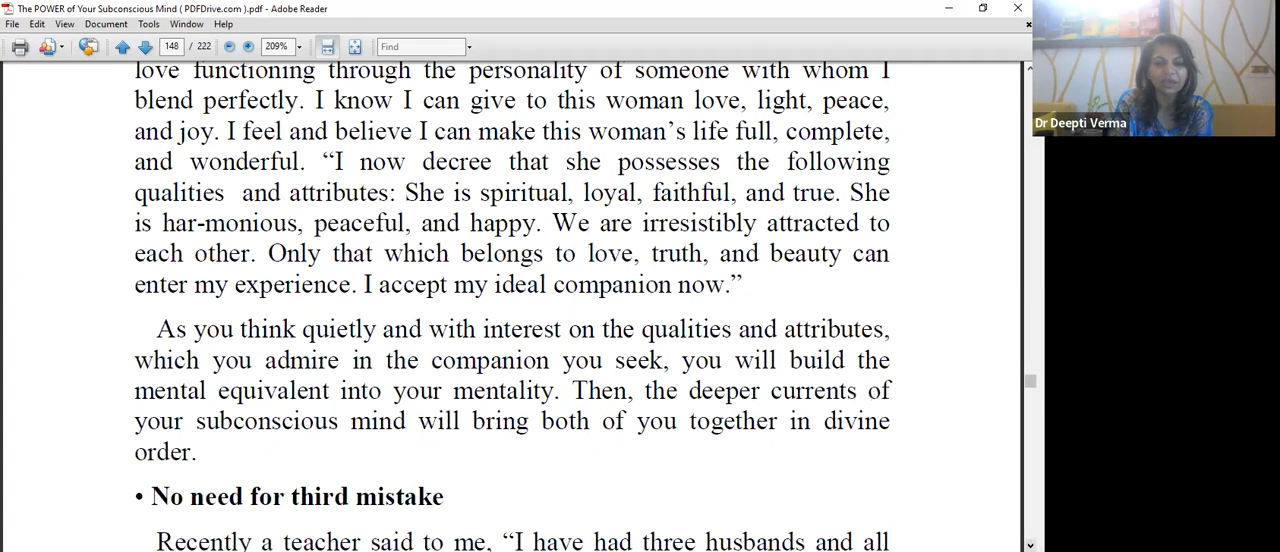 The POWER of Your Subconscious Mind ( PDFDrive.com ).pdf - Adobe Reader
File Edit View Document Tools Window Help
148 / 222 209% Find
Dr Deepti Verma
love functioning through the personality of someone with whom I
blend perfectly. I know I can give to this woman love, light, peace,
and joy. I feel and believe I can make this woman’s life full, complete,
and wonderful. “I now decree that she possesses the following
qualities and attributes: She is spiritual, loyal, faithful, and true. She
is har-monious, peaceful, and happy. We are irresistibly attracted to
each other. Only that which belongs to love, truth, and beauty can
enter my experience. I accept my ideal companion now.”
As you think quietly and with interest on the qualities and attributes,
which you admire in the companion you seek, you will build the
mental equivalent into your mentality. Then, the deeper currents of
your subconscious mind will bring both of you together in divine
order.
• No need for third mistake
Recently a teacher said to me, “I have had three husbands and all